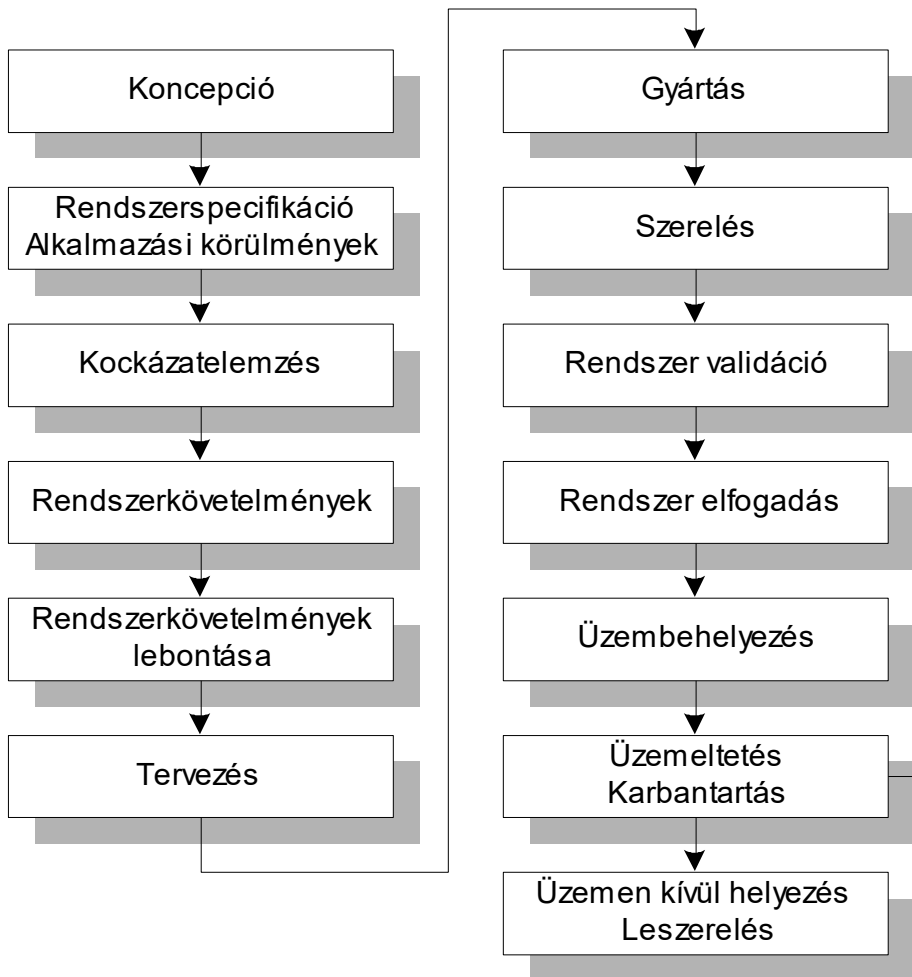 Koncepció
Rendszerspecifikáció
Alkalmazási körülmények
Kockázatelemzés
Rendszerkövetelmények
Rendszerkövetelmények
lebontása
Tervezés
Gyártás
Szerelés
Rendszer validáció
Rendszer elfogadás
Üzembehelyezés
Üzemeltetés
Karbantartás
Üzemen kívül helyezés
Leszerelés